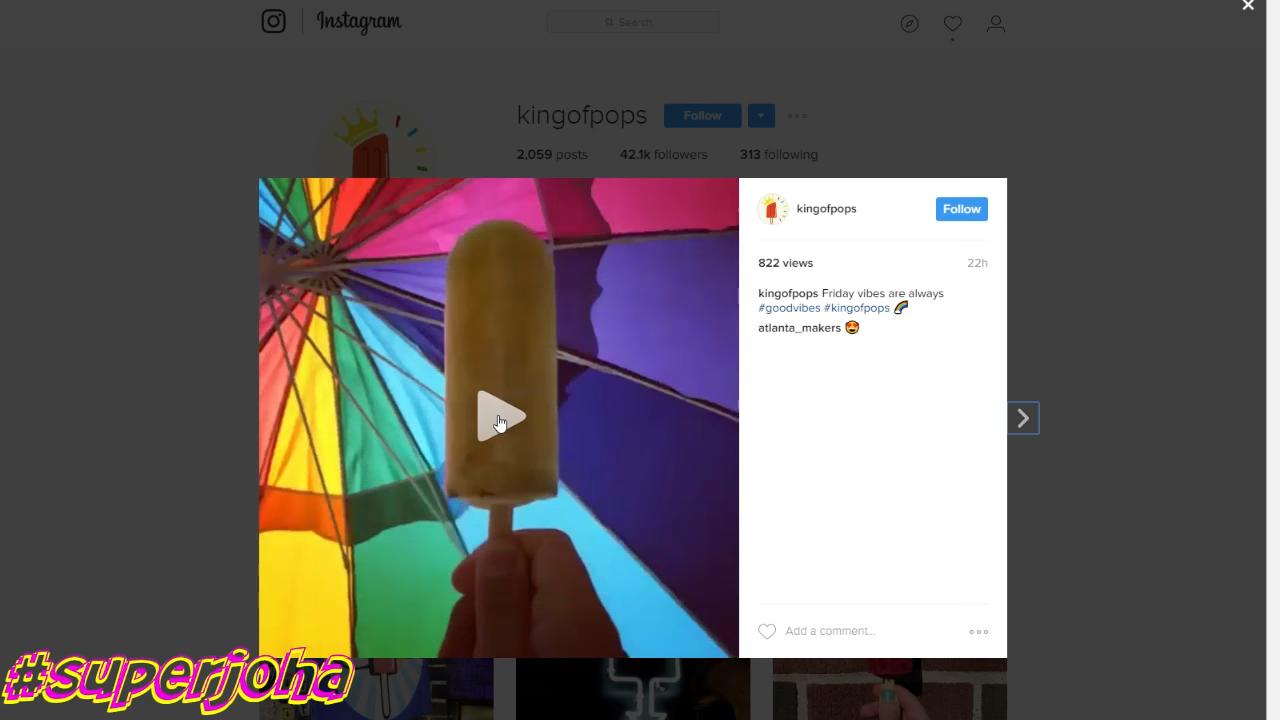 Instagram
Search
kingofpops Follow
2,059 posts 42.1k followers 313 following
kingofpops Follow
822 views 22h
kingofpops Friday vibes are always
#goodvibes #kingofpops
atlanta_makers
Add a comment...
#superjoha